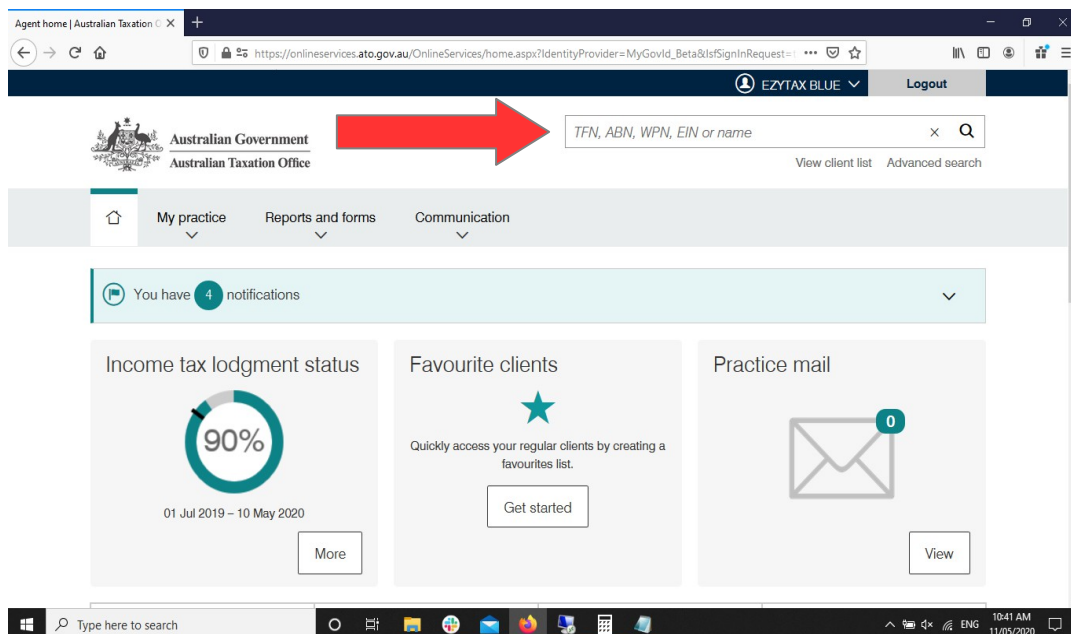 Agent home | Australian Taxation O
https://onlineservices.ato.gov.au/OnlineServices/home.aspx?IdentityProvider=MyGovId_Beta&IsfSignInRequest=
EZYTAX BLUE
Logout
Australian Government
Australian Taxation Office
TFN, ABN, WPN, EIN or name
View client list Advanced search
My practice Reports and forms Communication
You have 4 notifications
Income tax lodgment status
90%
01 Jul 2019 – 10 May 2020
More
Favourite clients
Quickly access your regular clients by creating a
favourites list.
Get started
Practice mail
0
View
Type here to search
ENG
10:41 AM
11/05/2020